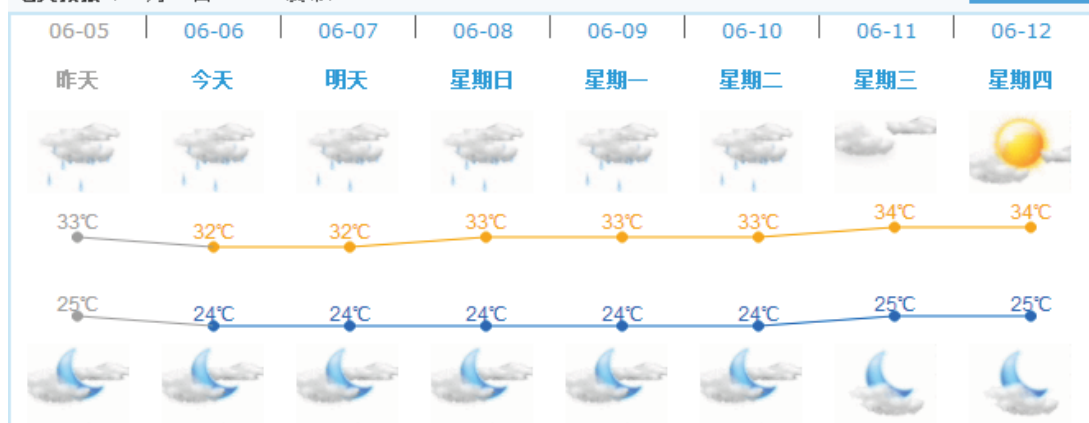 06-05 06-06 06-07 06-08 06-09 06-10 06-11 06-12
昨天 今天 明天 星期日 星期一 星期二 星期三 星期四
33℃ 32℃ 32℃ 33℃ 33℃ 33℃ 34℃ 34℃
25℃ 24℃ 24℃ 24℃ 24℃ 24℃ 25℃ 25℃